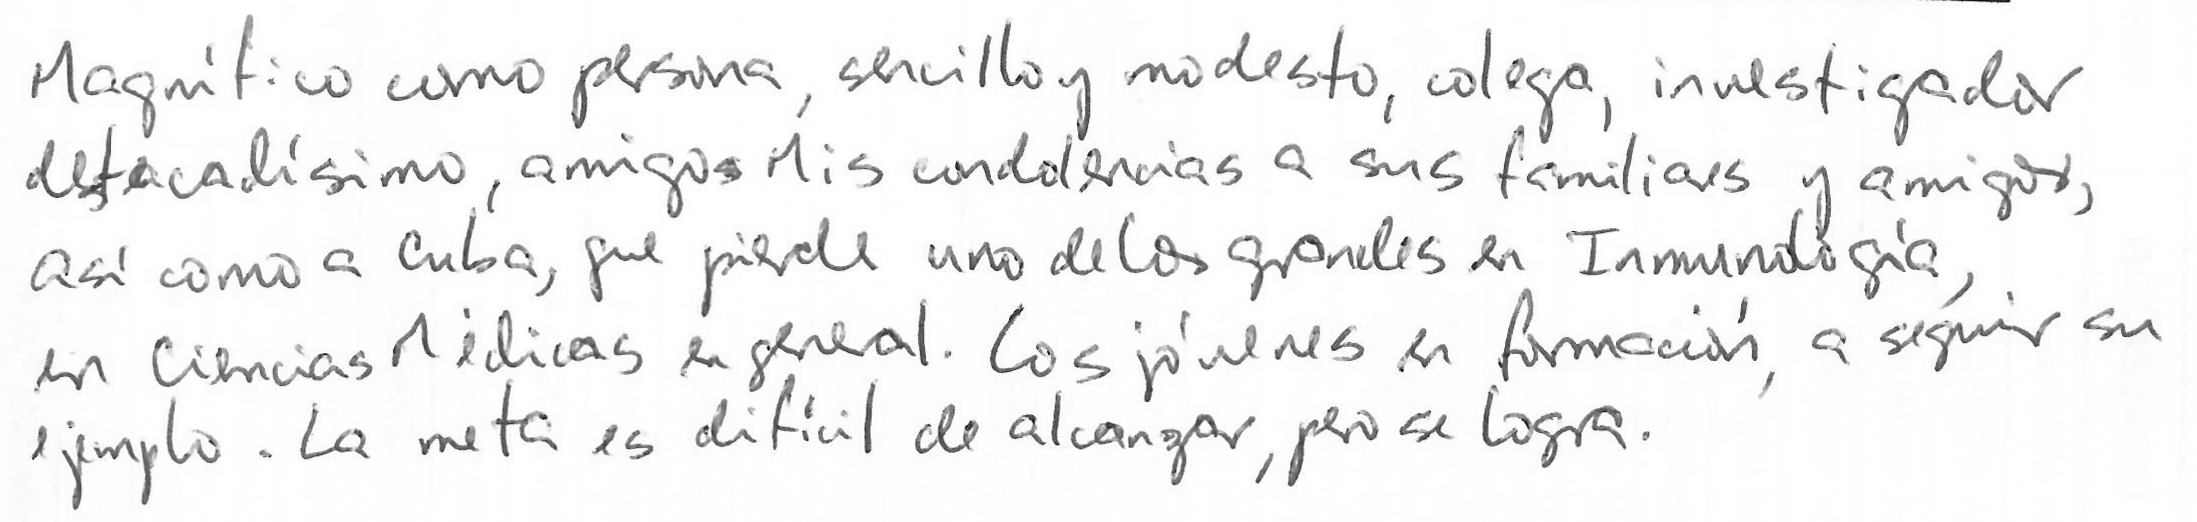 Magnífico como persona, sencillo y modesto, colega, investigador
destacadísimo, amigos Mis condolencias a sus familiares y amigos,
así como a Cuba, que pierde uno de los grandes en Inmunología,
en Ciencias Médicas en general. Los jóvenes en formación, a seguir su
ejemplo. La meta es difícil de alcanzar, pero se logra.